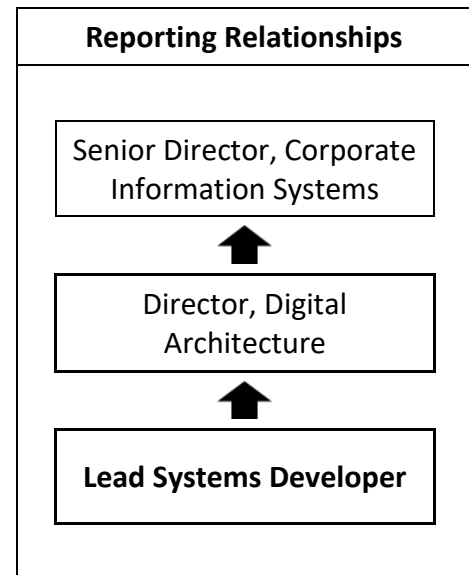 Reporting Relationships
Senior Director, Corporate
Information Systems
Director, Digital
Architecture
Lead Systems Developer